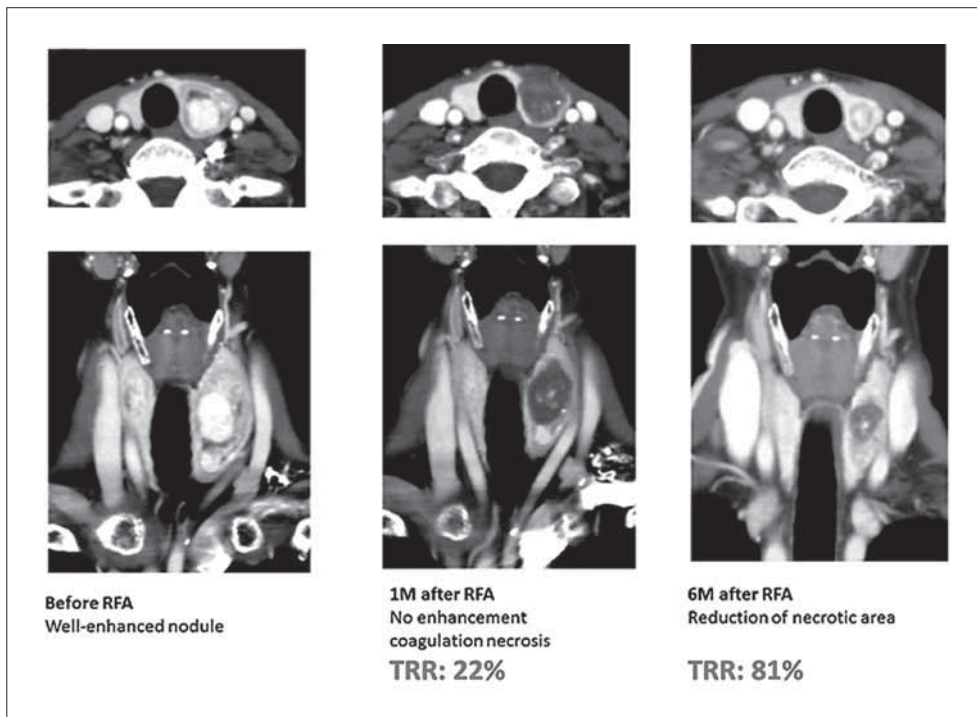 Before RFA
Well-enhanced nodule
1M after RFA
No enhancement
coagulation necrosis
TRR: 22%
6M after RFA
Reduction of necrotic area
TRR: 81%